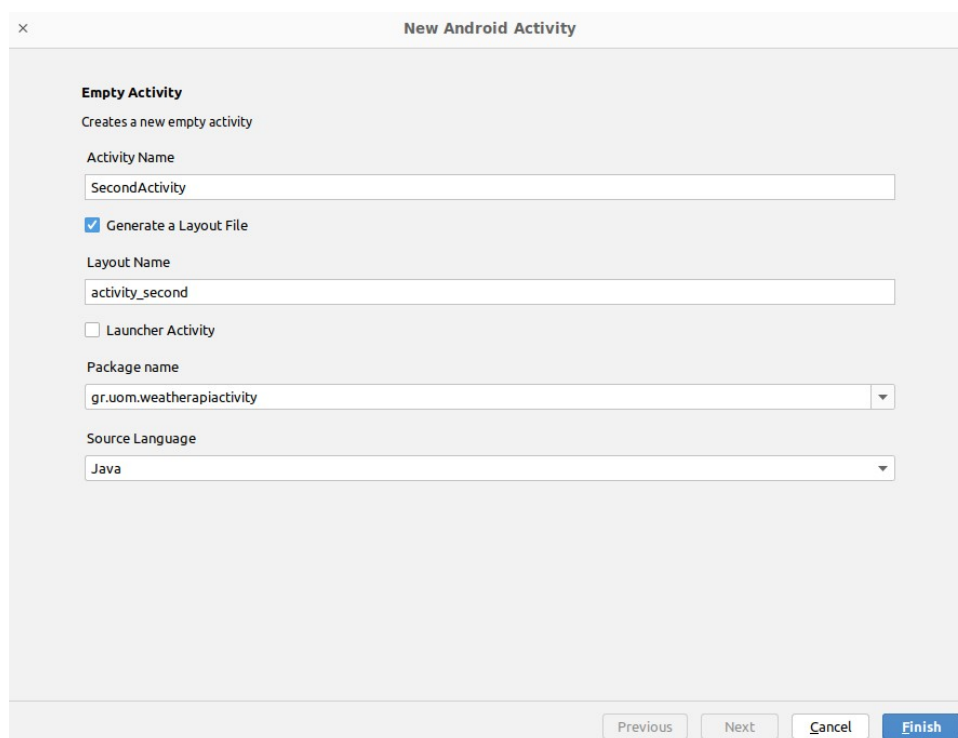 New Android Activity
Empty Activity
Creates a new empty activity
Activity Name
SecondActivity
Generate a Layout File
Layout Name
activity_second
Launcher Activity
Package name
gr.uom.weatherapiactivity
Source Language
Java
Previous Next Cancel Finish